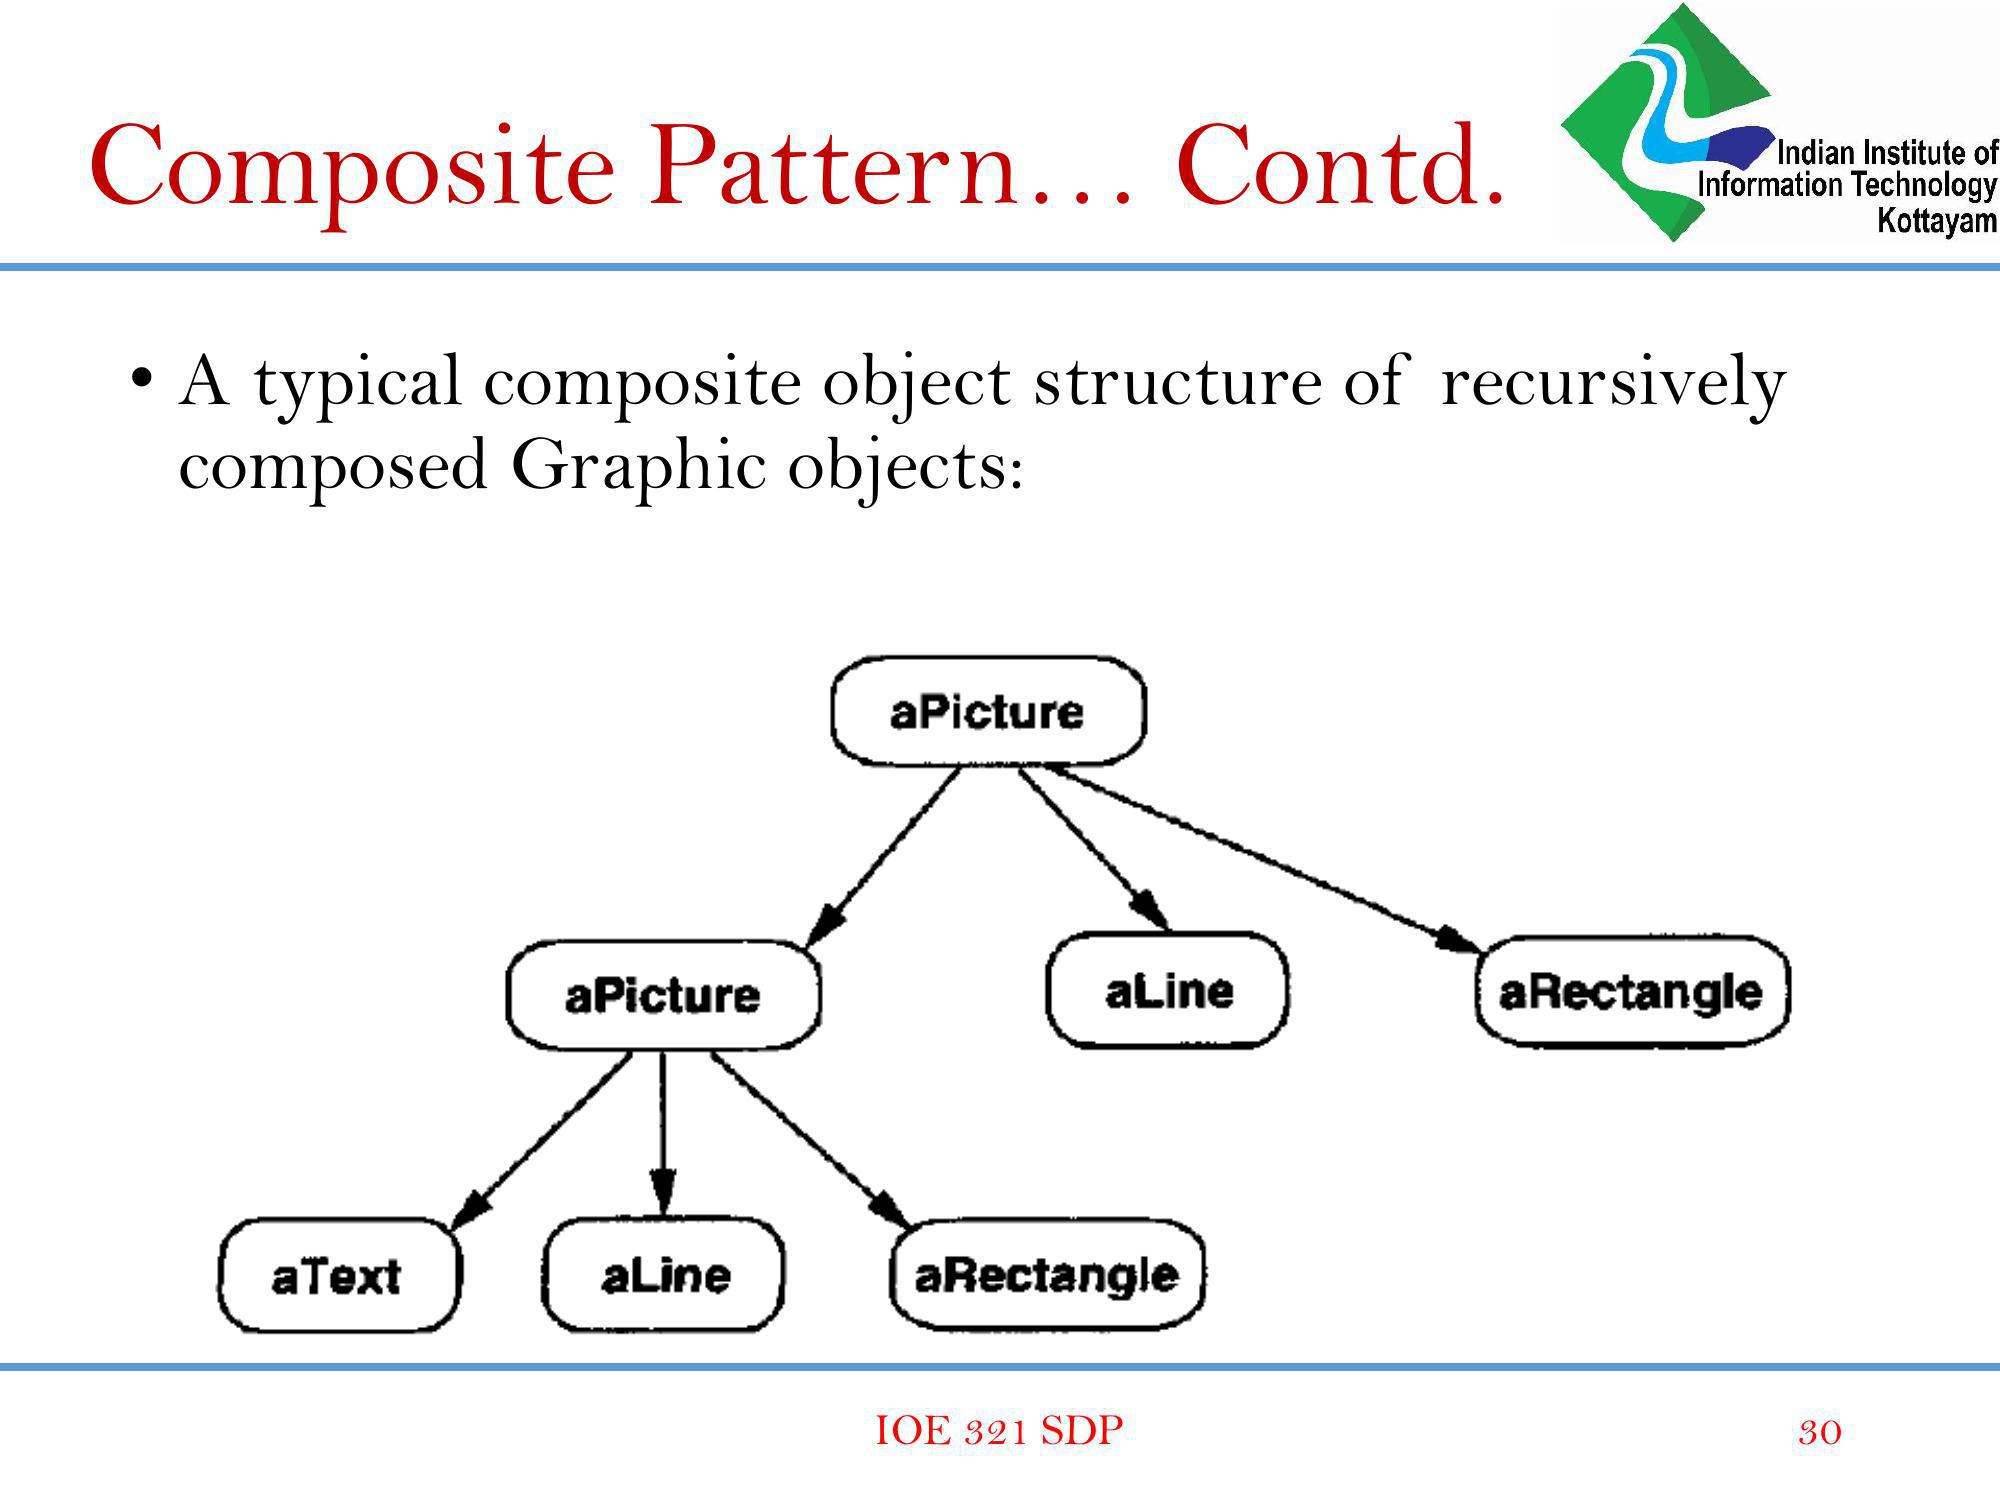 Composite Pattern… Contd.
Indian Institute of
Information Technology
Kottayam
• A typical composite object structure of recursively
composed Graphic objects:
aPicture
aPicture
aLine
aRectangle
aText
aLine
aRectangle
IOE 321 SDP
30